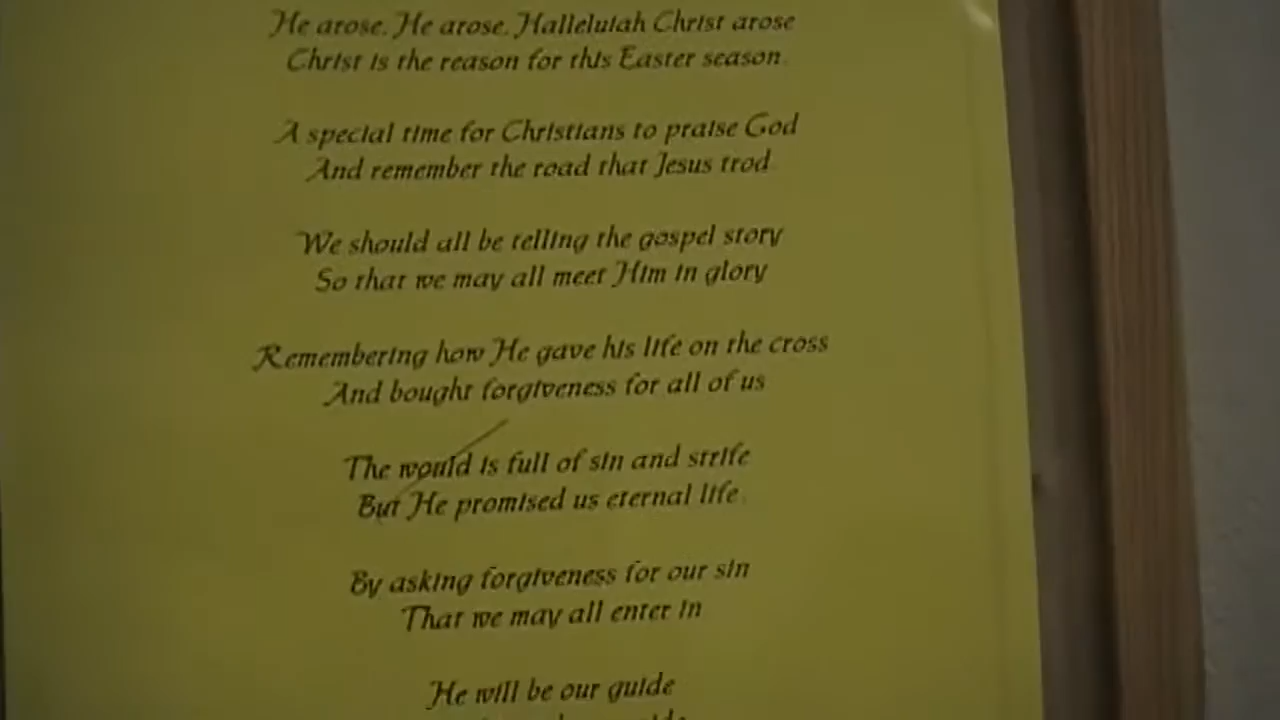 He arose, He arose, Halleluiah Christ arose
Christ is the reason for this Easter season.
A special time for Christians to praise God
And remember the road that Jesus trod.
We should all be telling the gospel story
So that we may all meet Him in glory
Remembering how He gave his life on the cross
And bought forgiveness for all of us
The would is full of sin and strife
But He promised us eternal life.
By asking forgiveness for our sin
That we may all enter in
He will be our guide